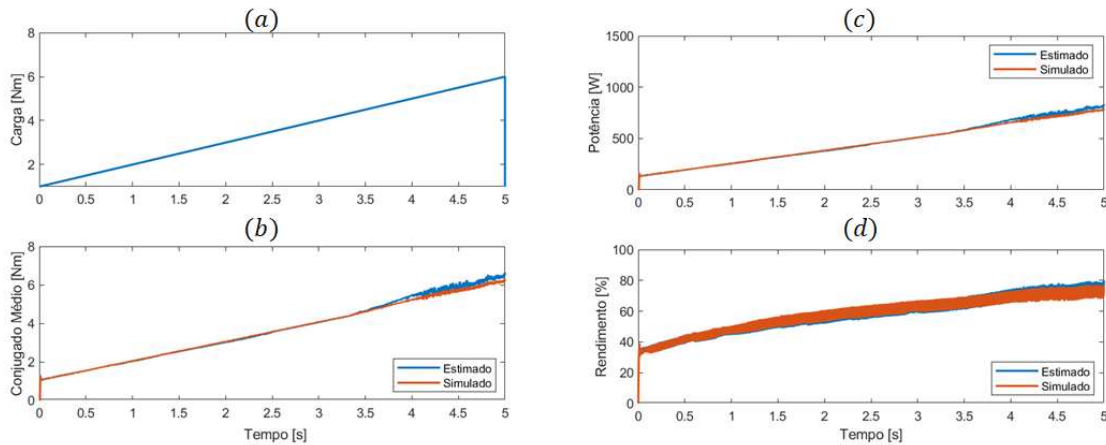 (a)
Carga [Nm]
8
6
4
2
0 0.5 1 1.5 2 2.5 3 3.5 4 4.5 5
(b)
Conjugado Médio [Nm]
8
6
4
2
0
Estimado
Simulado
0 0.5 1 1.5 2 2.5 3 3.5 4 4.5 5
Tempo [s]
(c)
Potência [W]
1500
1000
500
0
Estimado
Simulado
0 0.5 1 1.5 2 2.5 3 3.5 4 4.5 5
(d)
Rendimento [%]
100
80
60
40
20
0
Estimado
Simulado
0 0.5 1 1.5 2 2.5 3 3.5 4 4.5 5
Tempo [s]